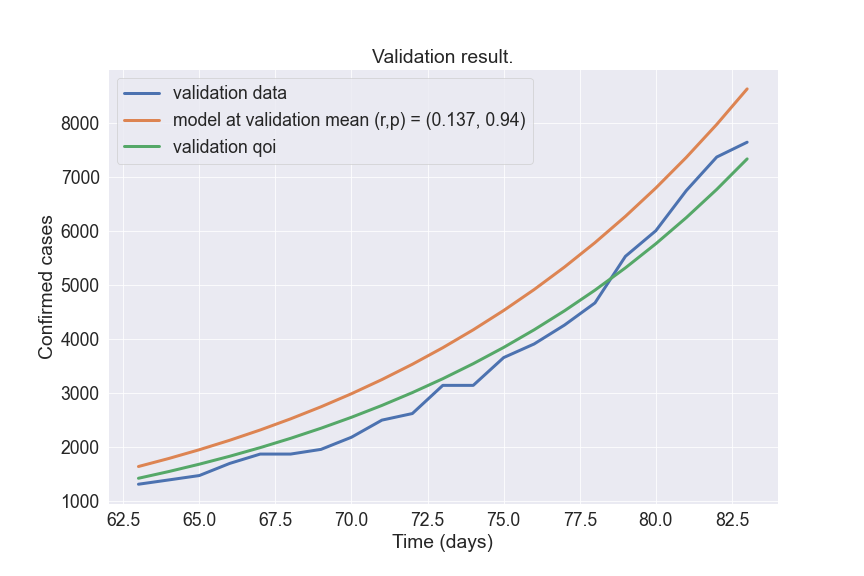 Validation result.
validation data
model at validation mean (r,p) = (0.137, 0.94)
validation qoi
8000
7000
6000
5000
4000
3000
2000
1000
Confirmed cases
62.5 65.0 67.5 70.0 72.5 75.0 77.5 80.0 82.5
Time (days)